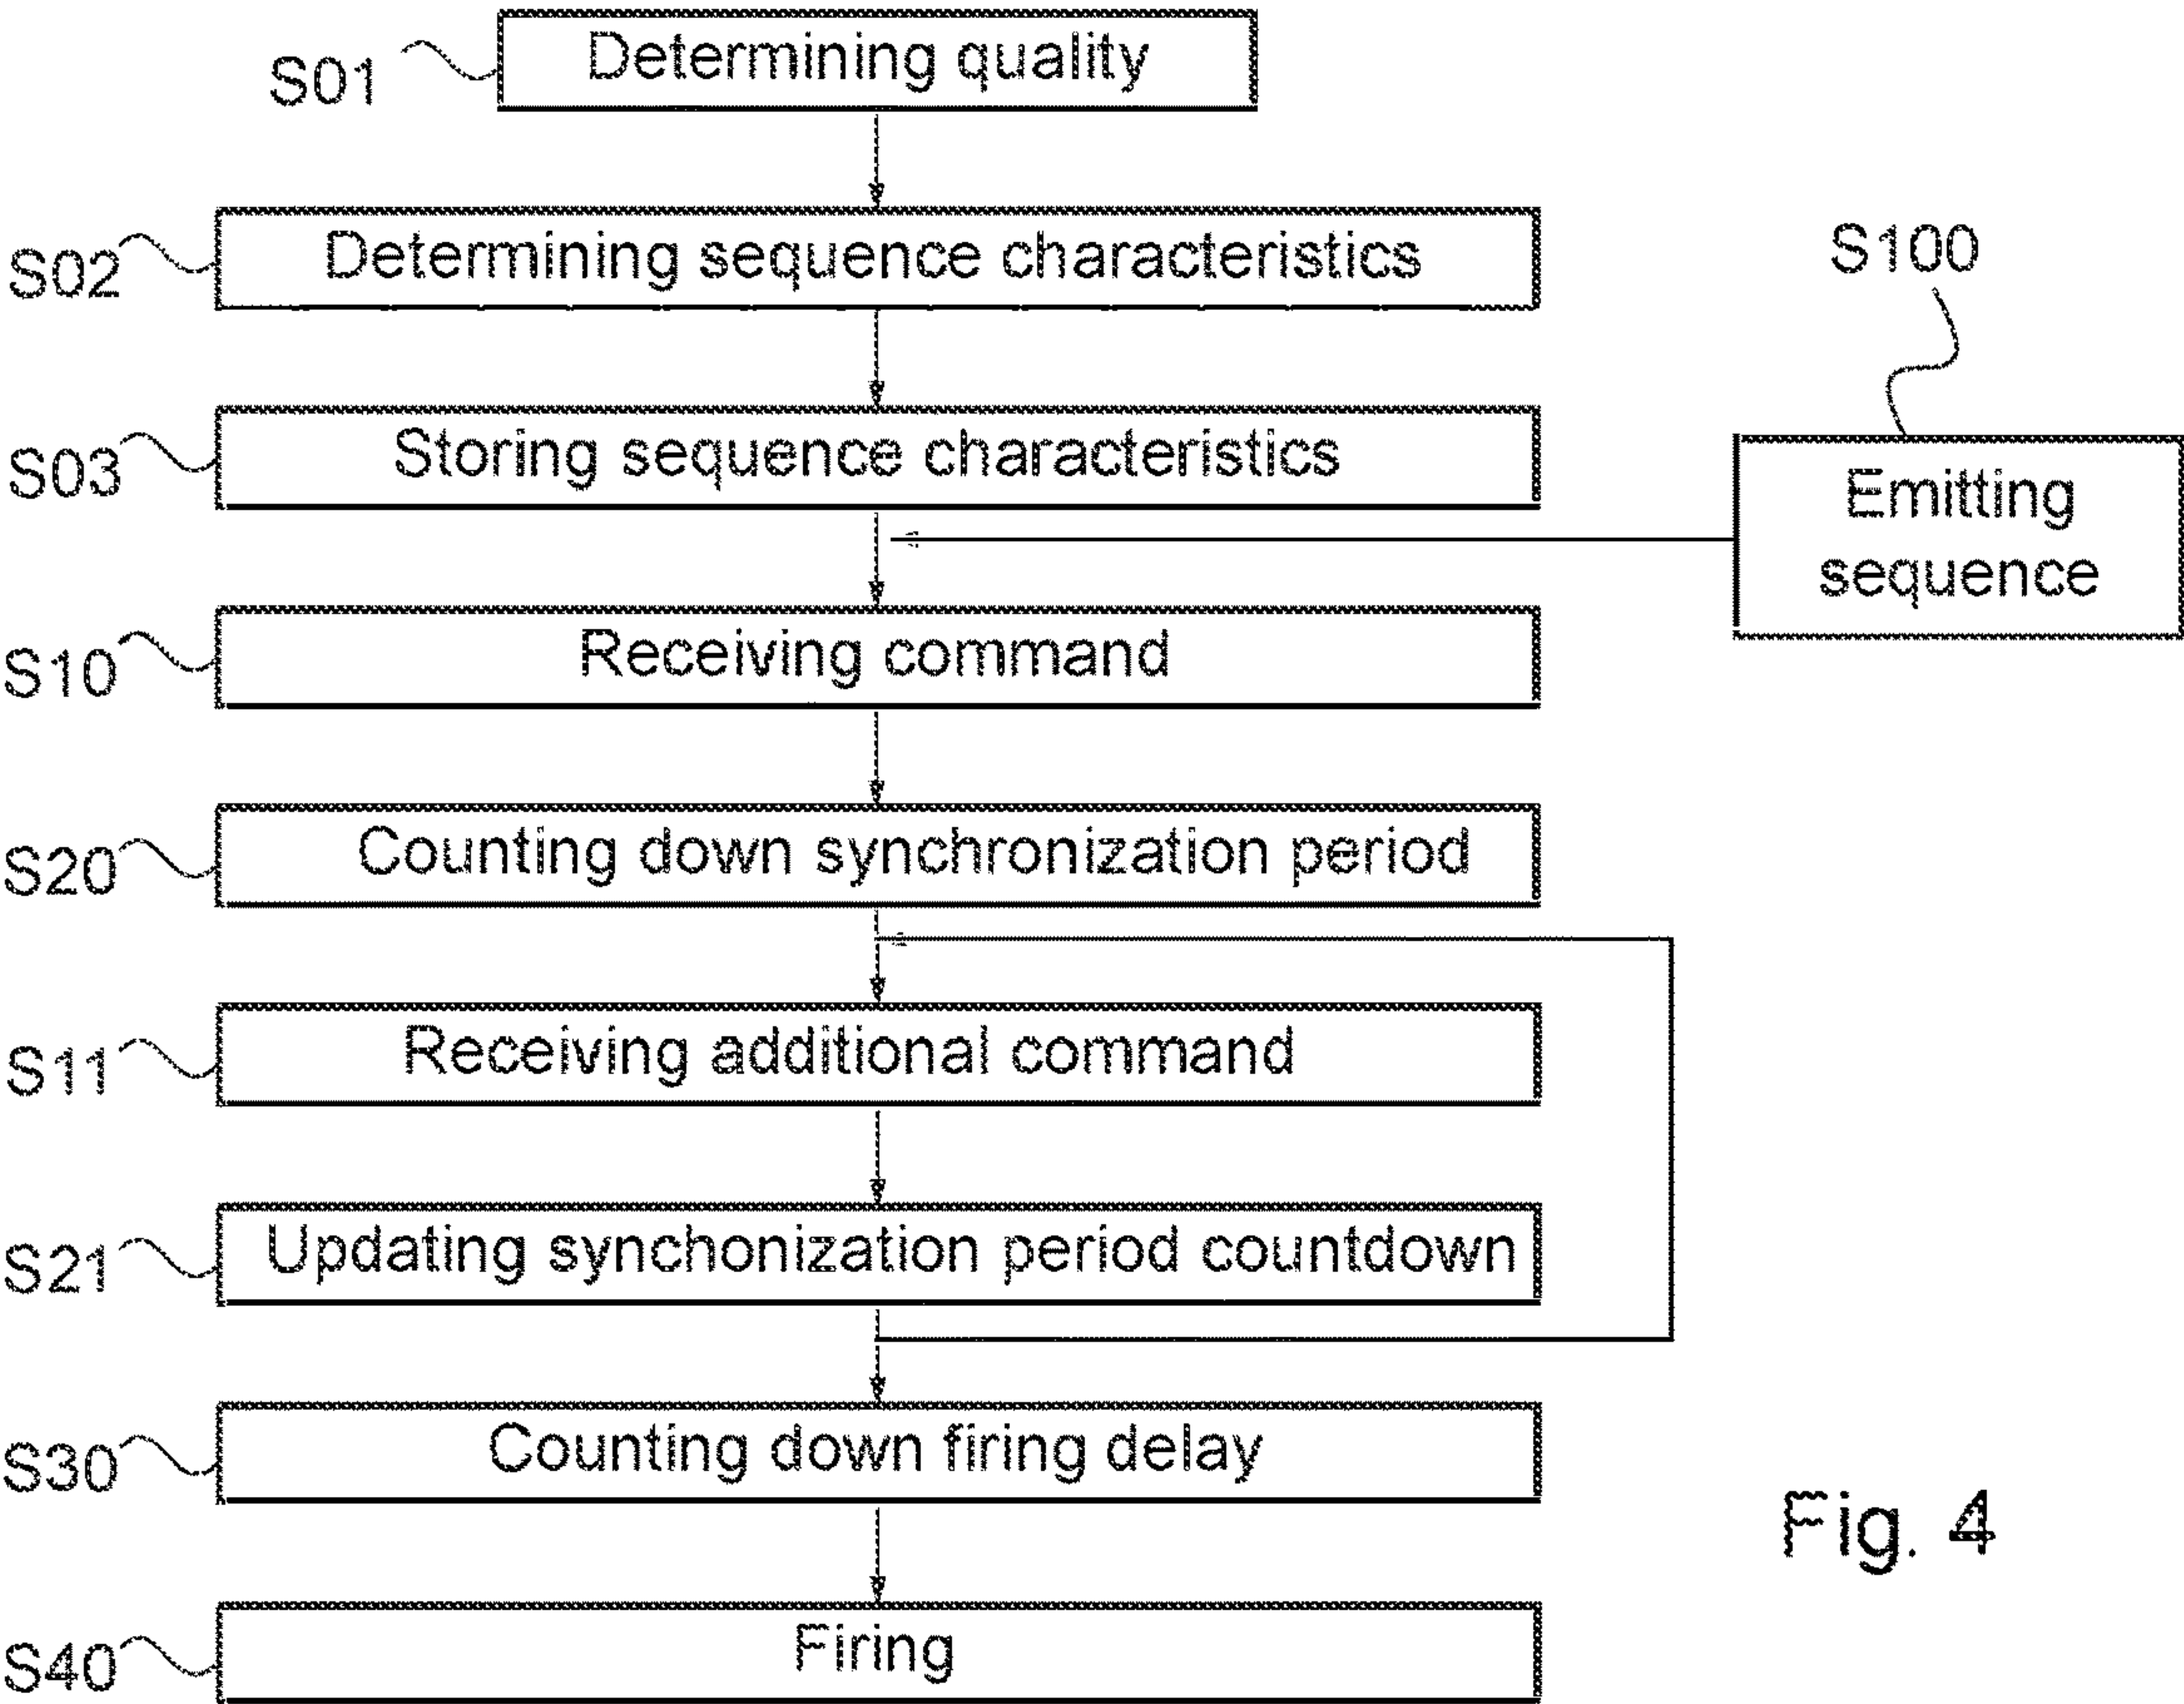 S01
Determining quality
S02
Determining sequence characteristics
S100
S03
Storing sequence characteristics
Emitting
sequence
S10
Receiving command
S20
Counting down synchronization period
S11
Receiving additional command
S21
Updating synchonization period countdown
S30
Counting down firing delay
Fig. 4
S40
Firing